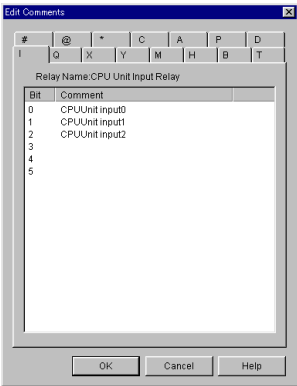 Edit Comments
# @ * C A P D
I Q X Y M H B T
Relay Name:CPU Unit Input Relay
Bit Comment
0 CPUUnit input0
1 CPUUnit input1
2 CPUUnit input2
3
4
5
OK Cancel Help